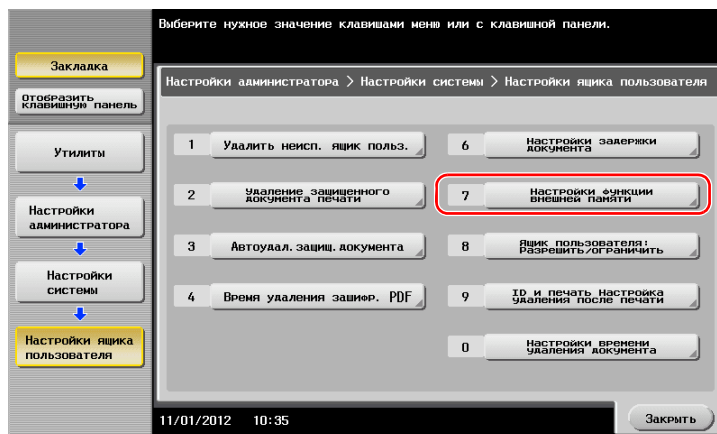 Выберите нужное значение клавишами меню или с клавишной панели.
Закладка
Отобразить
клавишную панель
Утилиты
Настройки
администратора
Настройки
системы
Настройки ящика
пользователя
Настройки администратора > Настройки системы > Настройки ящика пользователя
1 Удалить неисп. ящик польз.
2 Удаление защищенного
документа печати
3 Автоудал. защищ. документа
4 Время удаления зашифр. PDF
6 Настройки задержки
документа
7 Настройки функции
внешней памяти
8 Ящик пользователя:
Разрешить/ограничить
9 ID и печать Настройка
удаления после печати
0 Настройки времени
удаления документа
11/01/2012 10:35
Закрыть